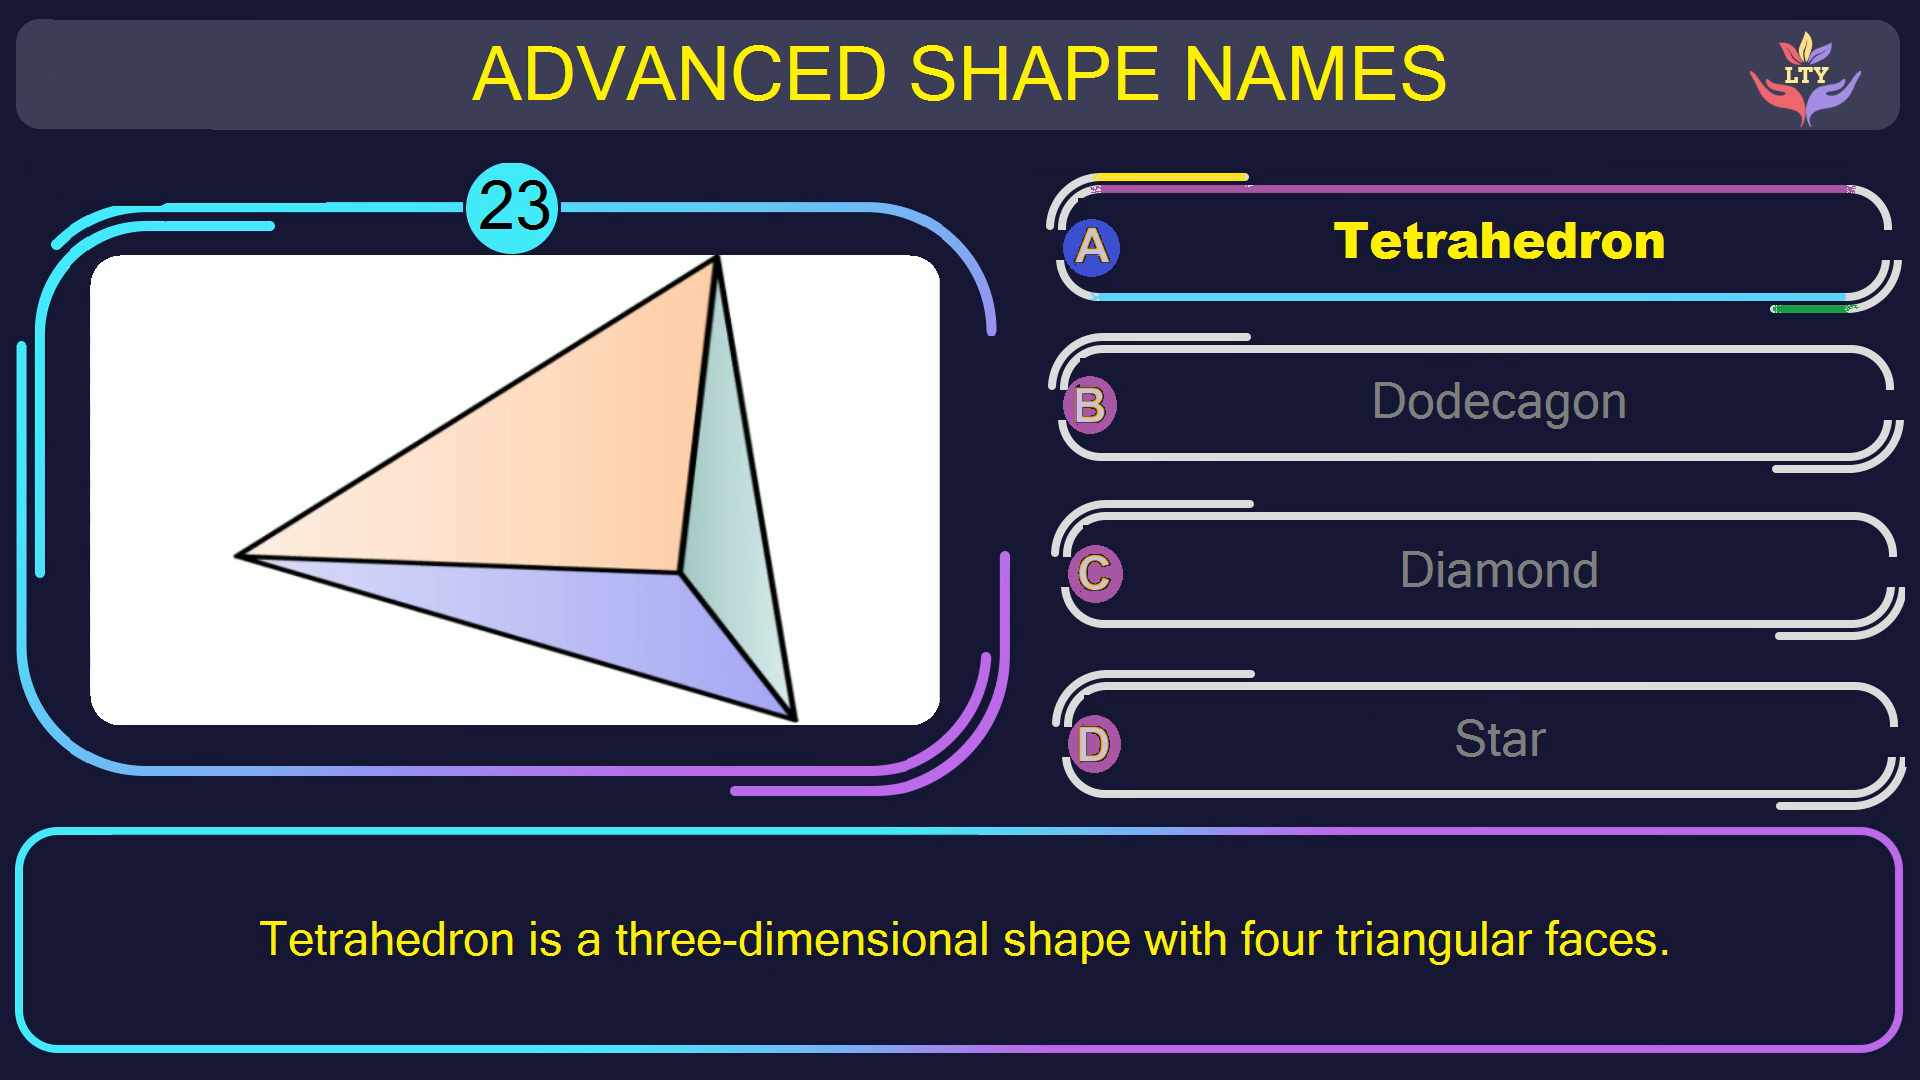 ADVANCED SHAPE NAMES
LTY
23
A
Tetrahedron
B
Dodecagon
C
Diamond
D
Star
Tetrahedron is a three-dimensional shape with four triangular faces.